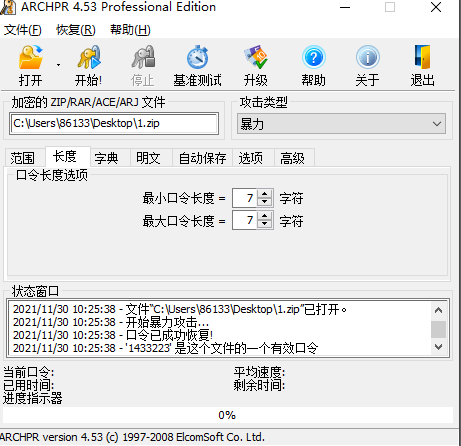 ARCHPR 4.53 Professional Edition
文件(F) 恢复(R) 帮助(H)
打开 开始! 停止 基准测试 升级 帮助 关于 退出
加密的 ZIP/RAR/ACE/ARJ 文件 攻击类型
C:\Users\86133\Desktop\1.zip 暴力
范围 长度 字典 明文 自动保存 选项 高级
口令长度选项
最小口令长度 = 7 字符
最大口令长度 = 7 字符
状态窗口
2021/11/30 10:25:38 - 文件"C:\Users\86133\Desktop\1.zip"已打开。
2021/11/30 10:25:38 - 开始暴力攻击...
2021/11/30 10:25:38 - 口令已成功恢复!
2021/11/30 10:25:38 - '1433223' 是这个文件的一个有效口令
当前口令: 平均速度:
已用时间: 剩余时间:
进度指示器
0%
ARCHPR version 4.53 (c) 1997-2008 ElcomSoft Co. Ltd.